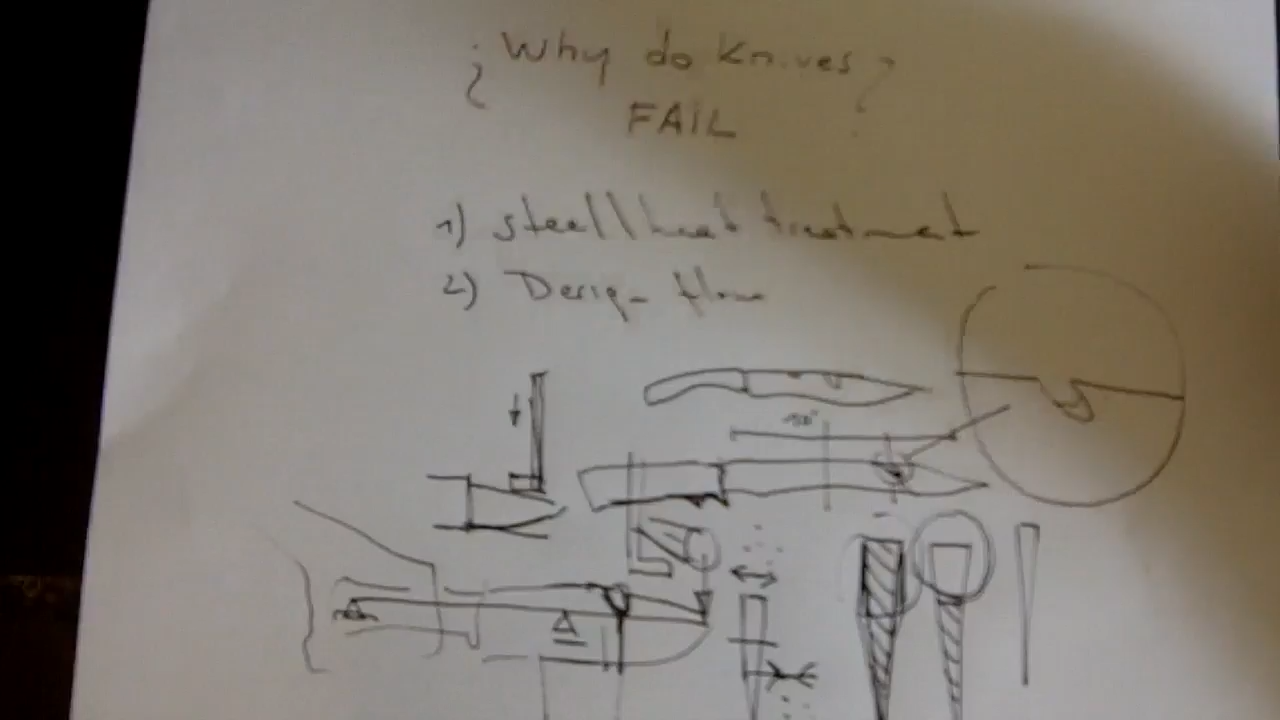 ¿Why do knives?
FAIL
1) steel/heat treatment
2) Design flaw